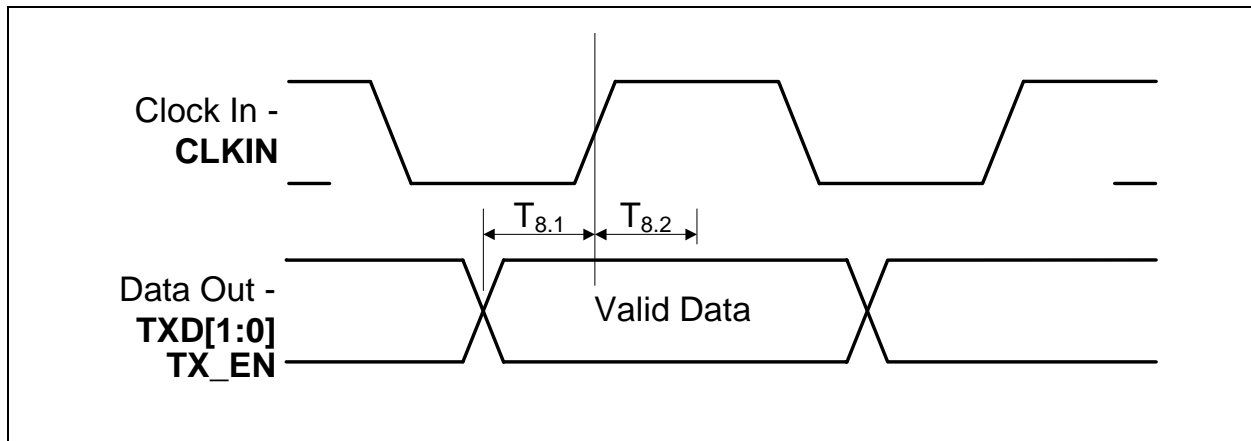 Clock In -
CLKIN
T8.1 T8.2
Data Out -
TXD[1:0]
TX_EN
Valid Data